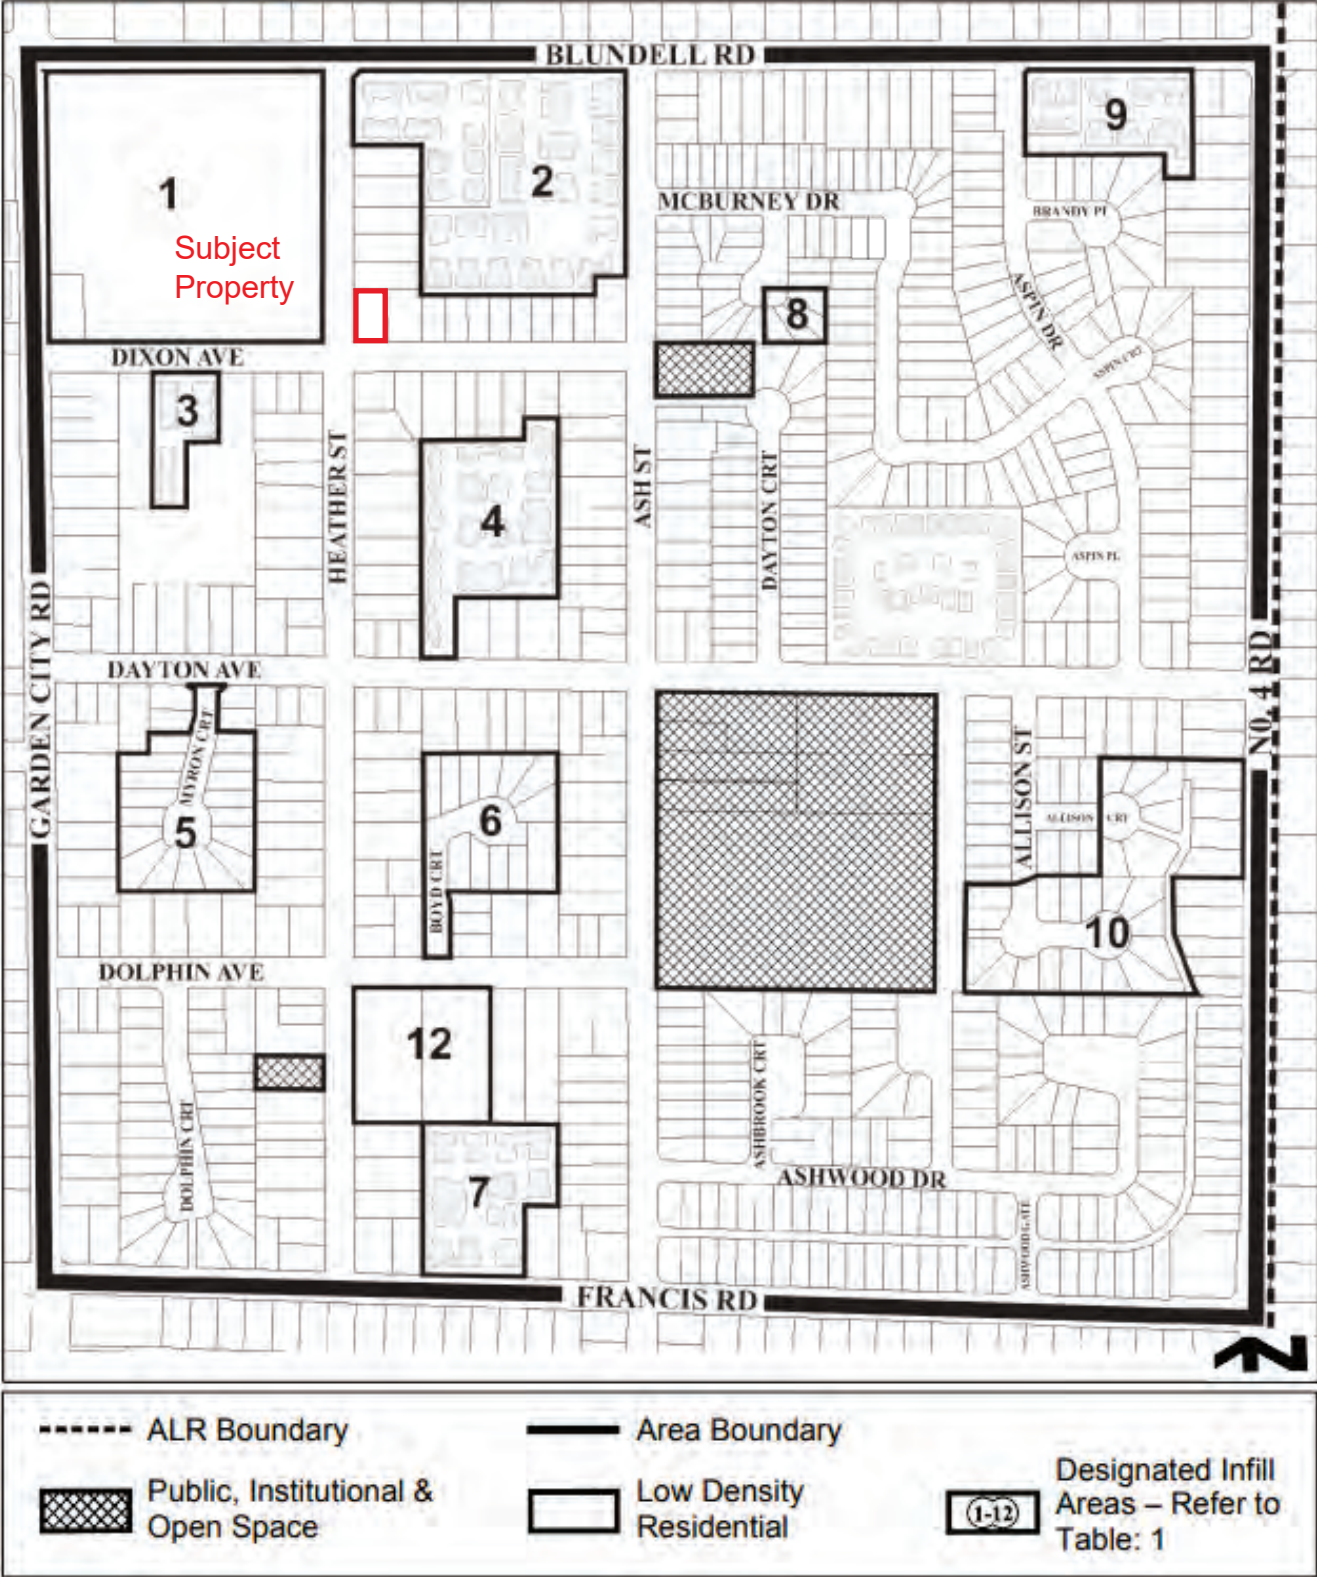 BLUNDELL RD
1
2
9
MCBURNEY DR
BRANDY PL
Subject
Property
ASPIN DR
8
DIXON AVE
ASPIN CRT
3
HEATHER ST
ASH ST
4
DAYTON CRT
ASPIN PL
GARDEN CITY RD
DAYTON AVE
NO. 4 RD
MYRON CRT
ALLISON ST
5
6
ALLISON CRT
BOYD CRT
10
DOLPHIN AVE
12
ASHBROOK CRT
DOLPHIN CRT
7
ASHWOOD DR
ASHWOOD GATE
FRANCIS RD
N
ALR Boundary
Area Boundary
Public, Institutional &
Open Space
Low Density
Residential
(1-12)
Designated Infill
Areas – Refer to
Table: 1